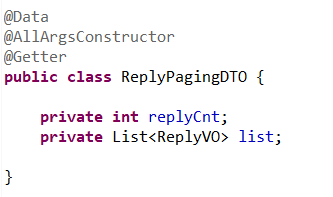 @Data
@AllArgsConstructor
@Getter
public class ReplyPagingDTO {
private int replyCnt;
private List<ReplyVO> list;
}